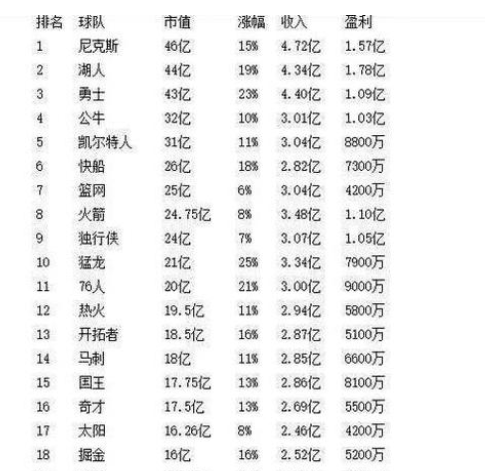 排名 球队 市值 涨幅 收入 盈利
1 尼克斯 46亿 15% 4.72亿 1.57亿
2 湖人 44亿 19% 4.34亿 1.78亿
3 勇士 43亿 23% 4.40亿 1.09亿
4 公牛 32亿 10% 3.01亿 1.03亿
5 凯尔特人 31亿 11% 3.04亿 8800万
6 快船 26亿 18% 2.82亿 7300万
7 篮网 25亿 6% 3.04亿 4200万
8 火箭 24.75亿 8% 3.48亿 1.10亿
9 独行侠 24亿 7% 3.07亿 1.05亿
10 猛龙 21亿 25% 3.34亿 7900万
11 76人 20亿 21% 3.00亿 9000万
12 热火 19.5亿 11% 2.94亿 5800万
13 开拓者 18.5亿 16% 2.87亿 5100万
14 马刺 18亿 11% 2.85亿 6600万
15 国王 17.75亿 13% 2.86亿 8100万
16 奇才 17.5亿 13% 2.69亿 5500万
17 太阳 16.26亿 8% 2.46亿 4200万
18 掘金 16亿 16% 2.52亿 5200万